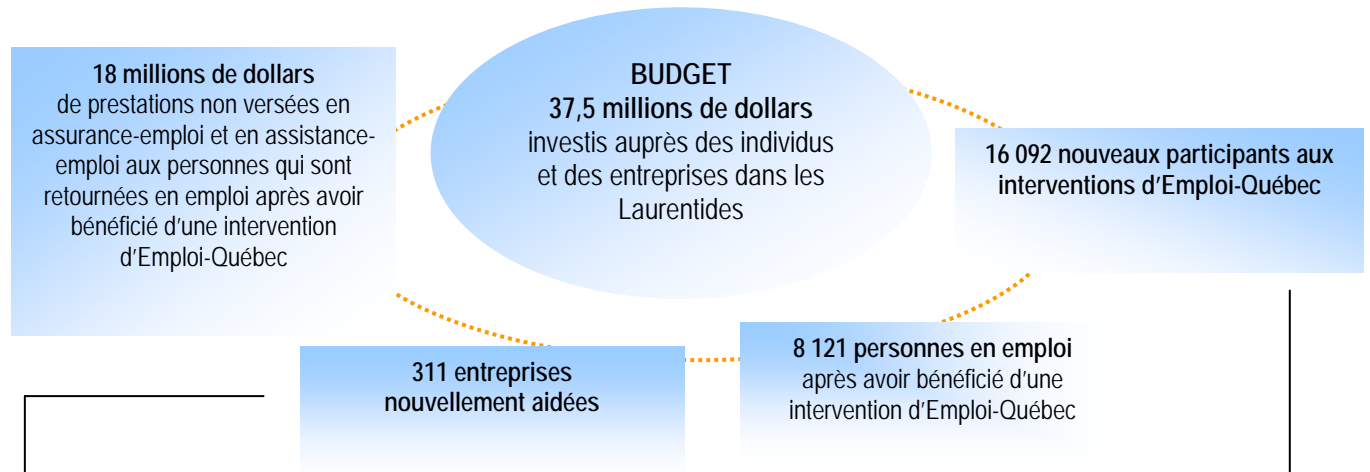 18 millions de dollars
de prestations non versées en
assurance-emploi et en assistance-
emploi aux personnes qui sont
retournées en emploi après avoir
bénéficié d'une intervention
d'Emploi-Québec
BUDGET
37,5 millions de dollars
investis auprès des individus
et des entreprises dans les
Laurentides
16 092 nouveaux participants aux
interventions d'Emploi-Québec
311 entreprises
nouvellement aidées
8 121 personnes en emploi
après avoir bénéficié d'une
intervention d'Emploi-Québec